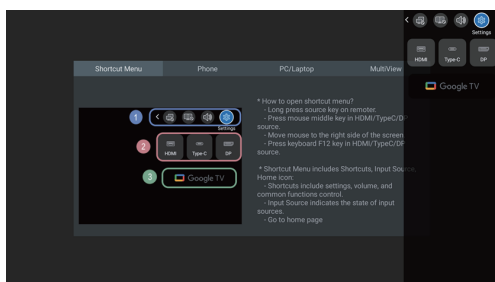 Settings
HDMI
Type-C
DP
Google TV
Shortcut Menu
Phone
PC/Laptop
MultiView
1
Settings
2
HDMI
Type-C
DP
3
Google TV
* How to open shortcut menu?
- Long press source key on remoter.
- Press mouse middle key in HDMI/TypeC/DP
source.
- Move mouse to the right side of the screen
- Press keyboard F12 key in HDMI/TypeC/DP
source.
* Shortcut Menu includes Shortcuts, Input Source,
Home icon:
- Shortcuts include settings, volume, and
common functions control.
- Input Source indicates the state of input
sources.
- Go to home page